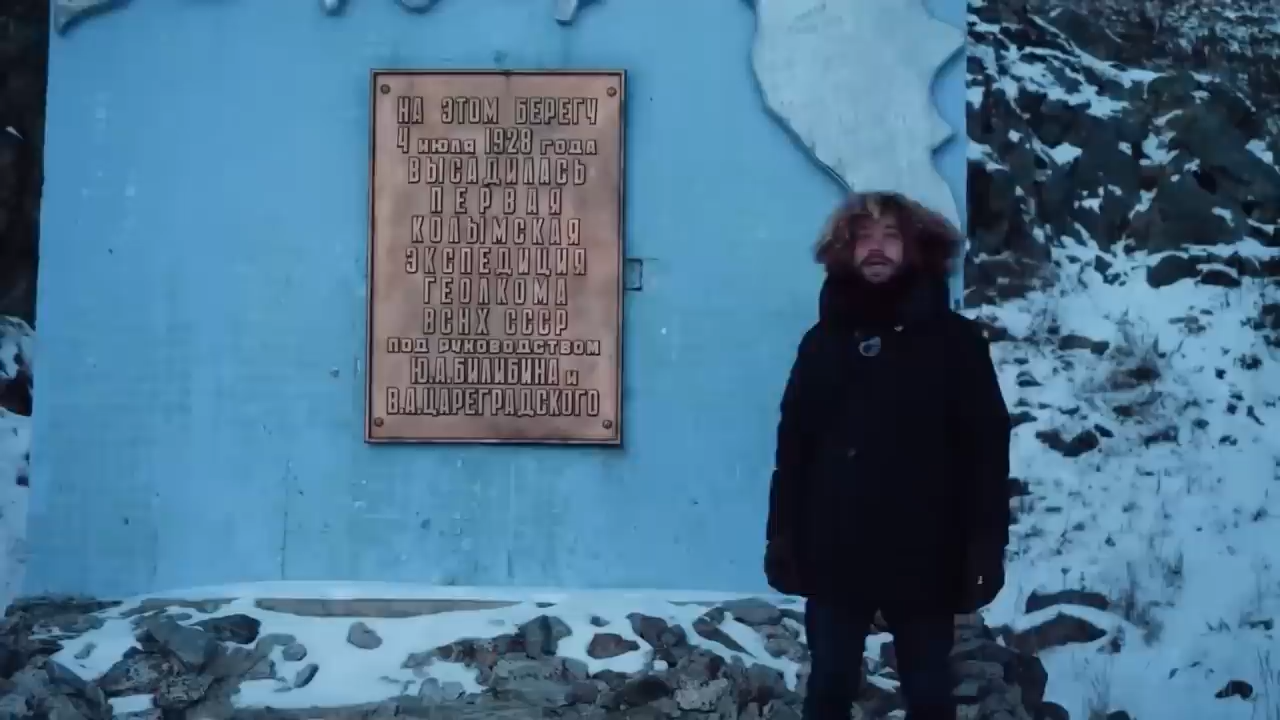 НА ЭТОМ БЕРЕГУ
4 июля 1928 года
ВЫСАДИЛАСЬ
ПЕРВАЯ
КОЛЫМСКАЯ
ЭКСПЕДИЦИЯ
ГЕОЛКОМА
ВСНХ СССР
ПОД РУКОВОДСТВОМ
Ю.А.БИЛИБИНА и
В.А.ЦАРЕГРАДСКОГО